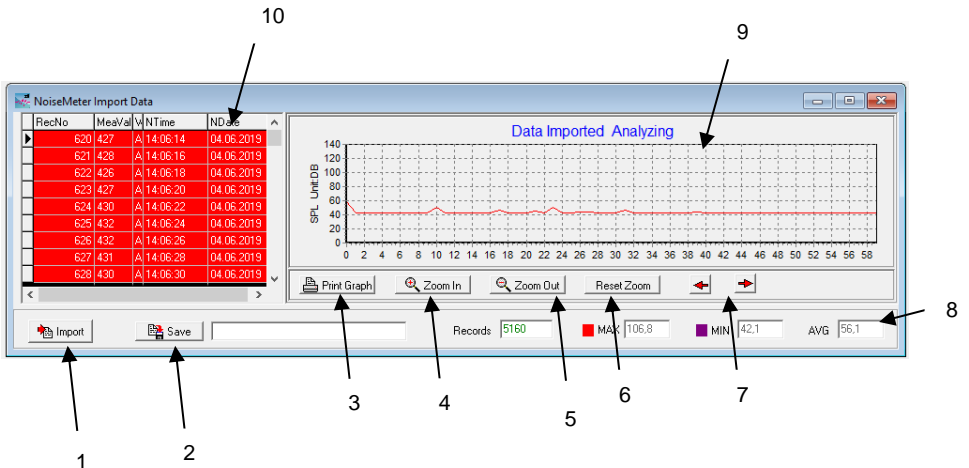 10
9
NoiseMeter Import Data
RecNo MeaVal NTime NDate
620 427 A 14:06:14 04.06.2019
621 428 A 14:06:16 04.06.2019
622 426 A 14:06:18 04.06.2019
623 427 A 14:06:20 04.06.2019
624 430 A 14:06:22 04.06.2019
625 432 A 14:06:24 04.06.2019
626 432 A 14:06:26 04.06.2019
627 431 A 14:06:28 04.06.2019
628 430 A 14:06:30 04.06.2019
Data Imported Analyzing
SPL Unit:DB
140
120
100
80
60
40
20
0
0 2 4 6 8 10 12 14 16 18 20 22 24 26 28 30 32 34 36 38 40 42 44 46 48 50 52 54 56 58
Print Graph Zoom In Zoom Out Reset Zoom
Import Save Records 5160 MAX 106,8 MIN 42,1 AVG 56,1
8
3 4 5 6 7
1 2